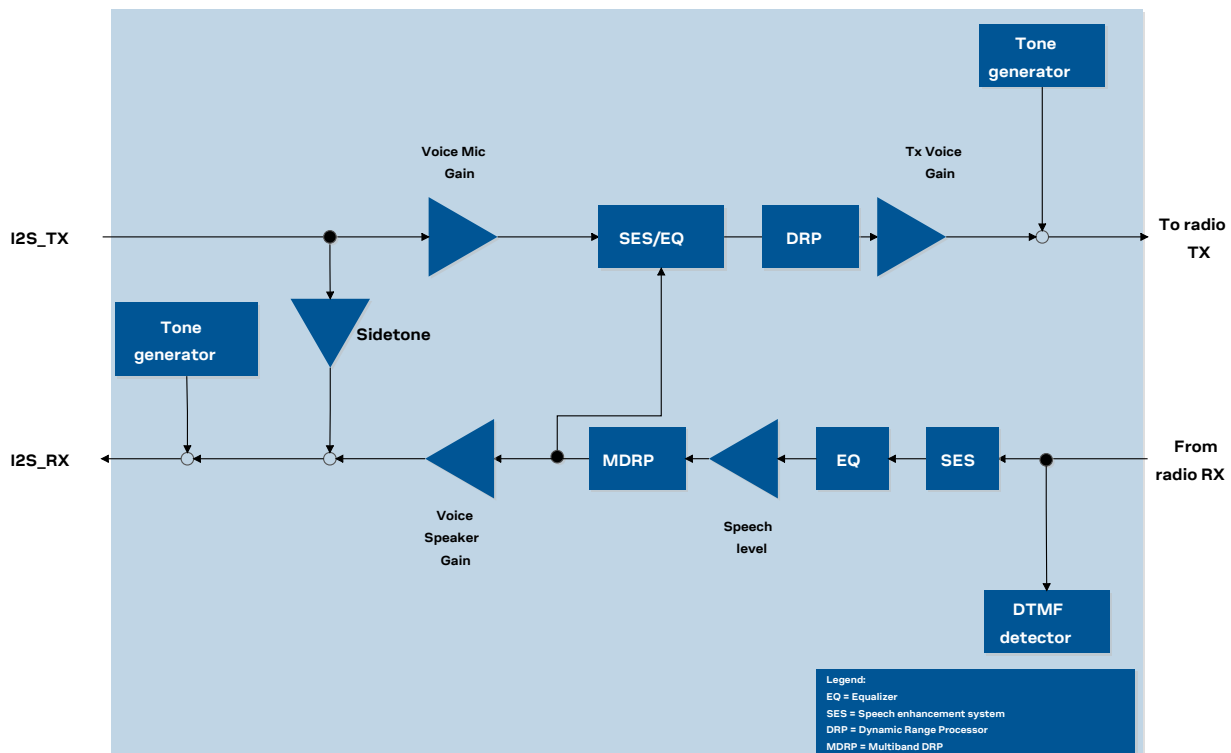 Tone
generator
Voice Mic
Gain
Tx Voice
Gain
I2S_TX
SES/EQ
DRP
To radio
TX
Tone
generator
Sidetone
I2S_RX
MDRP
EQ
SES
From
radio RX
Voice
Speaker
Gain
Speech
level
DTMF
detector
Legend:
EQ = Equalizer
SES = Speech enhancement system
DRP = Dynamic Range Processor
MDRP = Multiband DRP